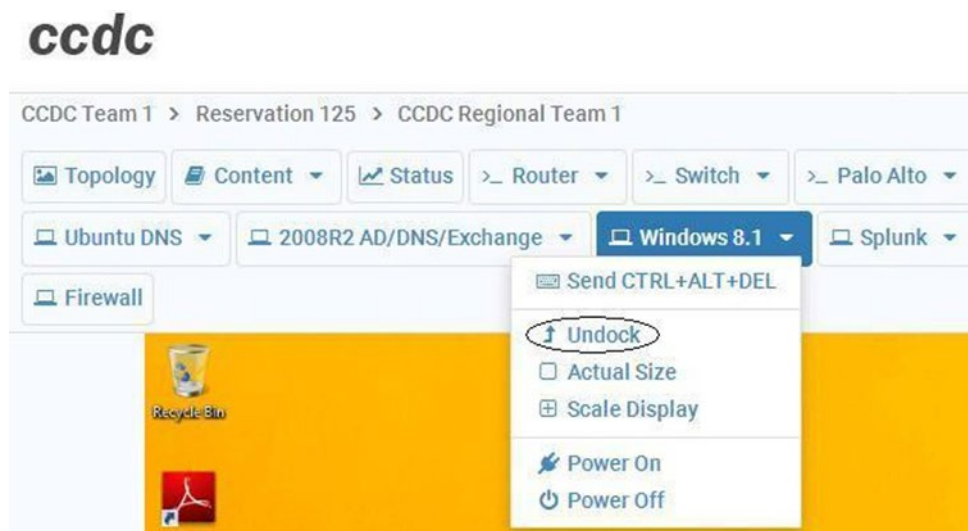 ccdc
CCDC Team 1 > Reservation 125 > CCDC Regional Team 1
Topology Content Status >_ Router >_ Switch >_ Palo Alto
Ubuntu DNS 2008R2 AD/DNS/Exchange Windows 8.1 Splunk
Firewall
Send CTRL+ALT+DEL
Undock
Actual Size
Scale Display
Power On
Power Off
Recycle Bin